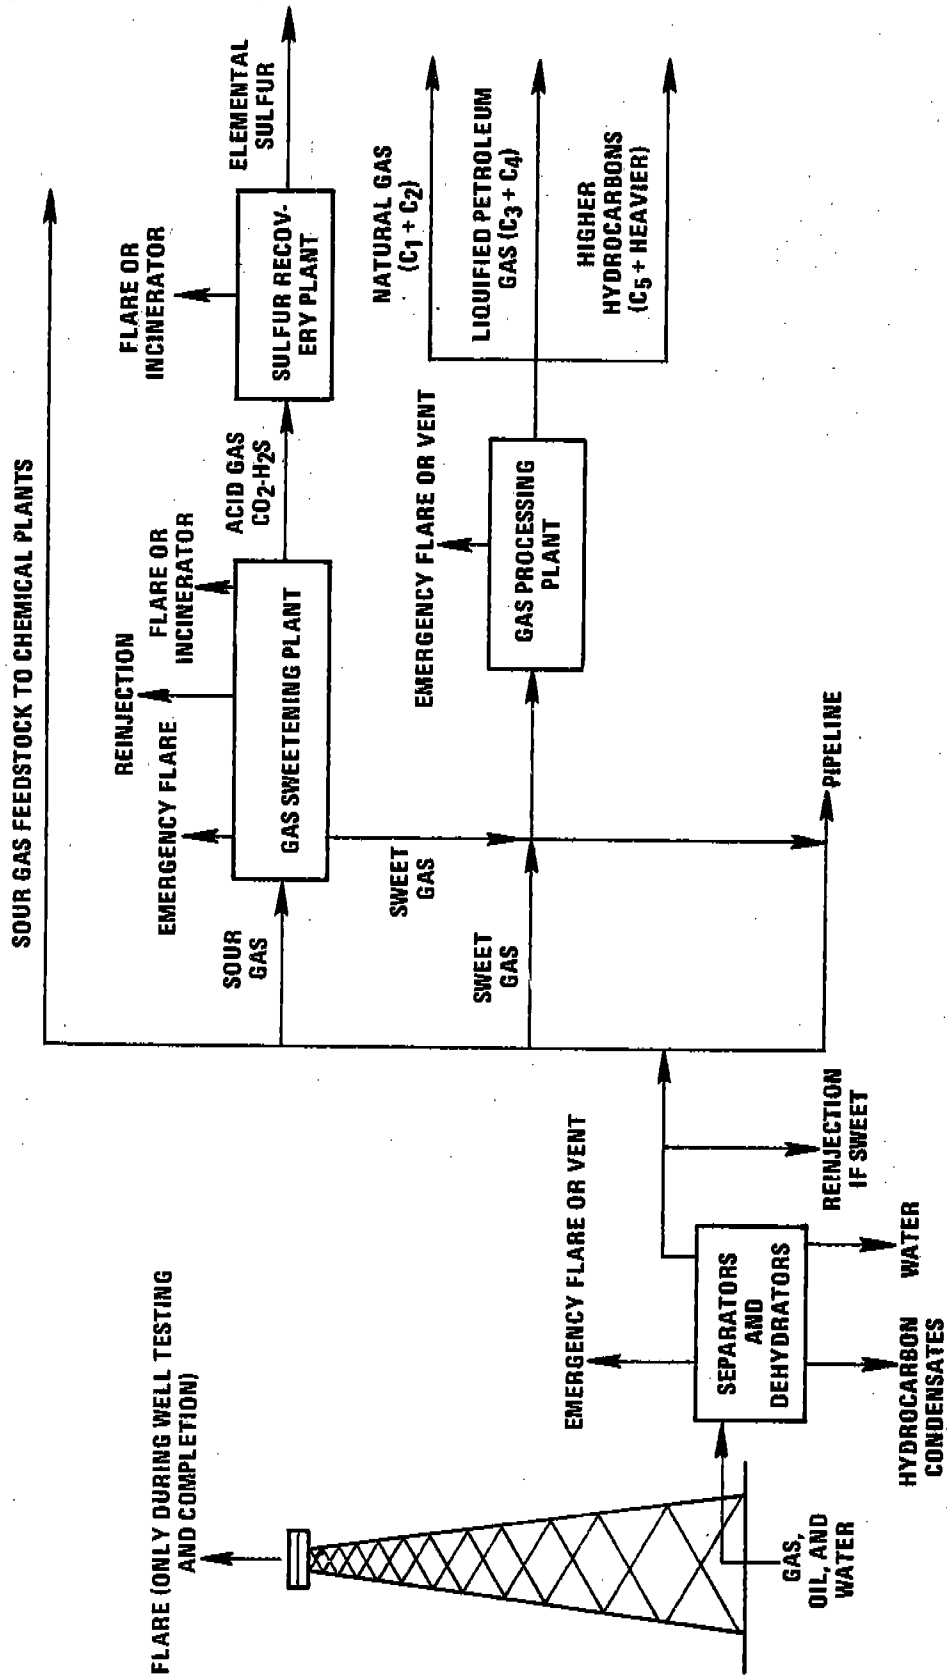 SOUR GAS FEEDSTOCK TO CHEMICAL PLANTS
FLARE (ONLY DURING WELL TESTING
AND COMPLETION)
GAS,
OIL, AND
WATER
EMERGENCY FLARE OR VENT
SEPARATORS
AND
DEHYDRATORS
HYDROCARBON
CONDENSATES
WATER
REINJECTION
IF SWEET
SOUR
GAS
EMERGENCY FLARE
REINJECTION
FLARE OR
INCINERATOR
GAS SWEETENING PLANT
ACID GAS
CO2-H2S
FLARE OR
INCINERATOR
SULFUR RECOV-
ERY PLANT
ELEMENTAL
SULFUR
SWEET
GAS
SWEET
GAS
EMERGENCY FLARE OR VENT
GAS PROCESSING
PLANT
NATURAL GAS
(C1 + C2)
LIQUIFIED PETROLEUM
GAS (C3 + C4)
HIGHER
HYDROCARBONS
(C5 + HEAVIER)
PIPELINE